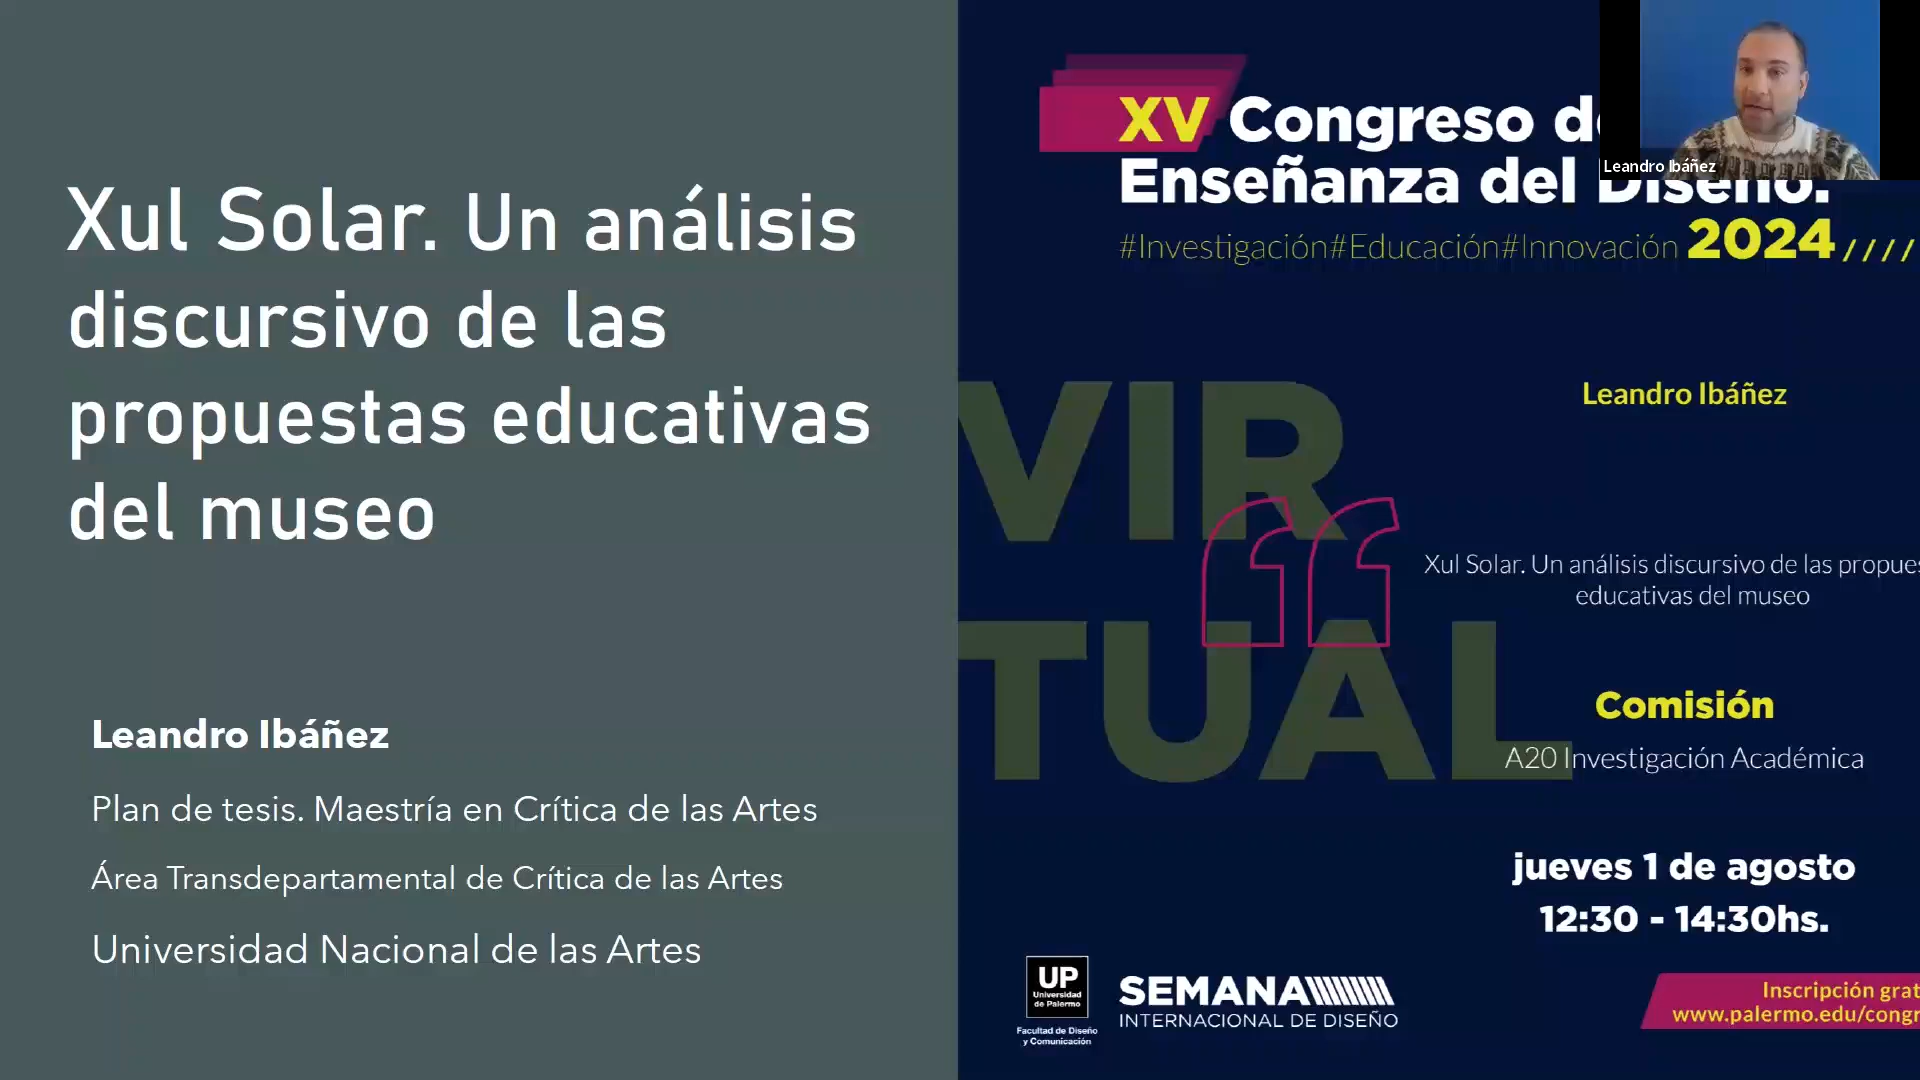 Xul Solar. Un análisis
discursivo de las
propuestas educativas
del museo
Leandro Ibáñez
Plan de tesis. Maestría en Crítica de las Artes
Área Transdepartamental de Crítica de las Artes
Universidad Nacional de las Artes
XV Congreso de
Enseñanza del Diseño.
#Investigación#Educación#Innovación 2024////
Leandro Ibáñez
Leandro Ibáñez
VIR
TUAL
Xul Solar. Un análisis discursivo de las propues
educativas del museo
Comisión
A20 Investigación Académica
jueves 1 de agosto
12:30 - 14:30hs.
UP
Universidad
de Palermo
Facultad de Diseño
y Comunicación
SEMANA
INTERNACIONAL DE DISEÑO
Inscripción grat
www.palermo.edu/congr